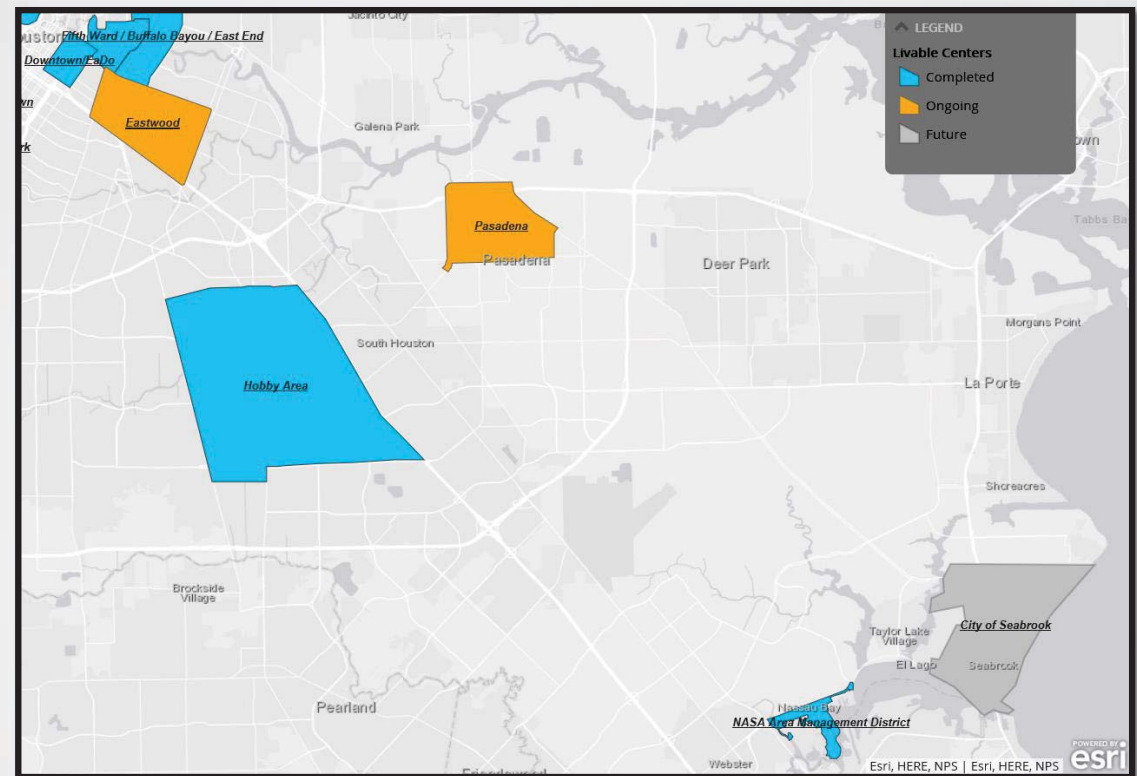 Jacinto City
Fifth Ward / Buffalo Bayou / East End
Downtown/EaDo
Eastwood
Galena Park
Pasadena
Pasadena
Deer Park
Hobby Area
South Houston
Morgans Point
La Porte
Shoreacres
Brookside
Village
Taylor Lake
Village
City of Seabrook
El Lago
Seabrook
Pearland
Nassau Bay
NASA Area Management District
Webster
LEGEND
Livable Centers
Completed
Ongoing
Future
Esri, HERE, NPS | Esri, HERE, NPS
POWERED BY
esri